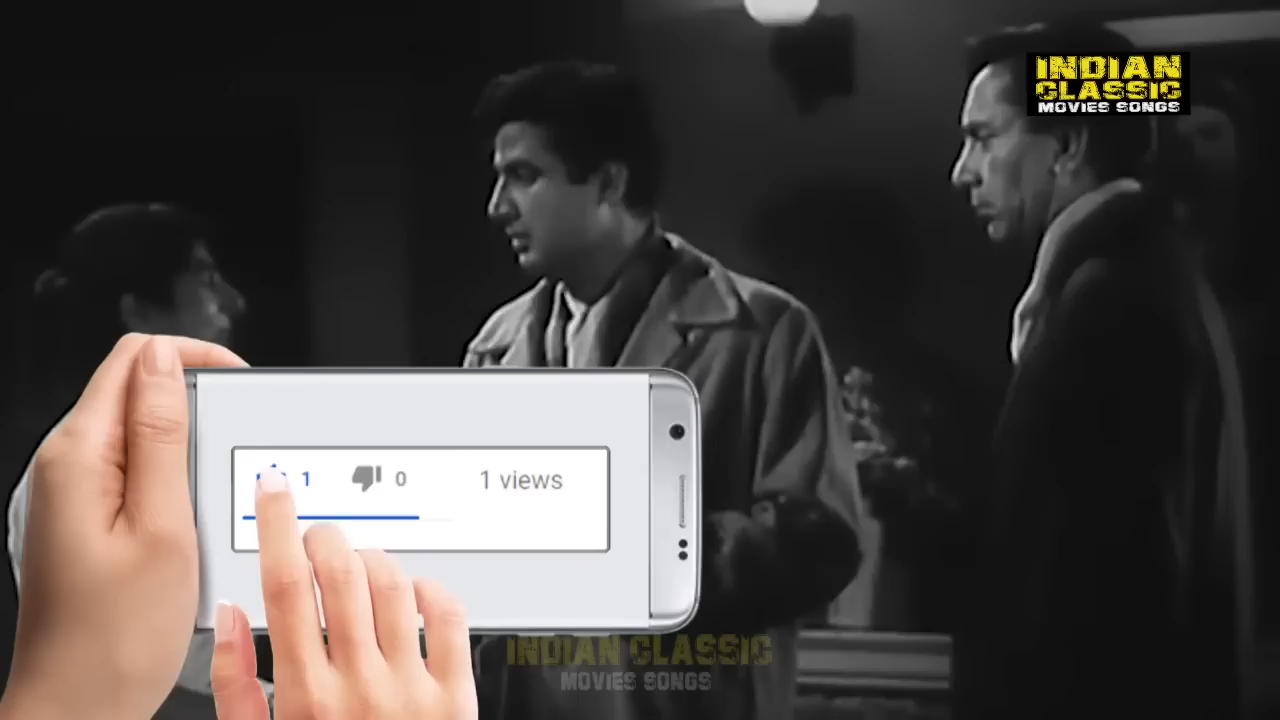 INDIAN
CLASSIC
MOVIES SONGS
1
0
1 views
INDIAN CLASSIC
MOVIES SONGS